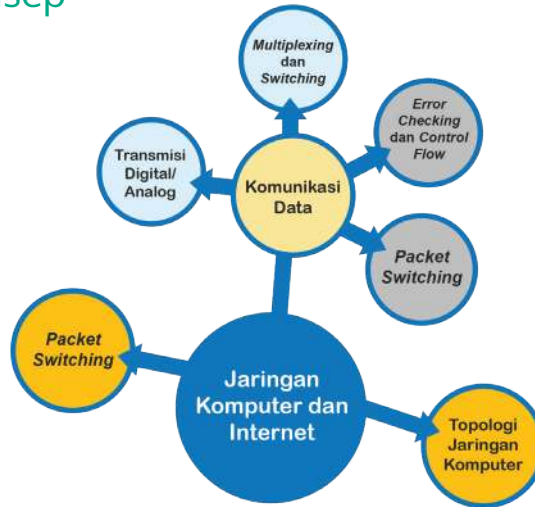 sep
Multiplexing
dan
Switching
Error
Checking
dan Control
Flow
Transmisi
Digital/
Analog
Komunikasi
Data
Packet
Switching
Packet
Switching
Jaringan
Komputer dan
Internet
Topologi
Jaringan
Komputer